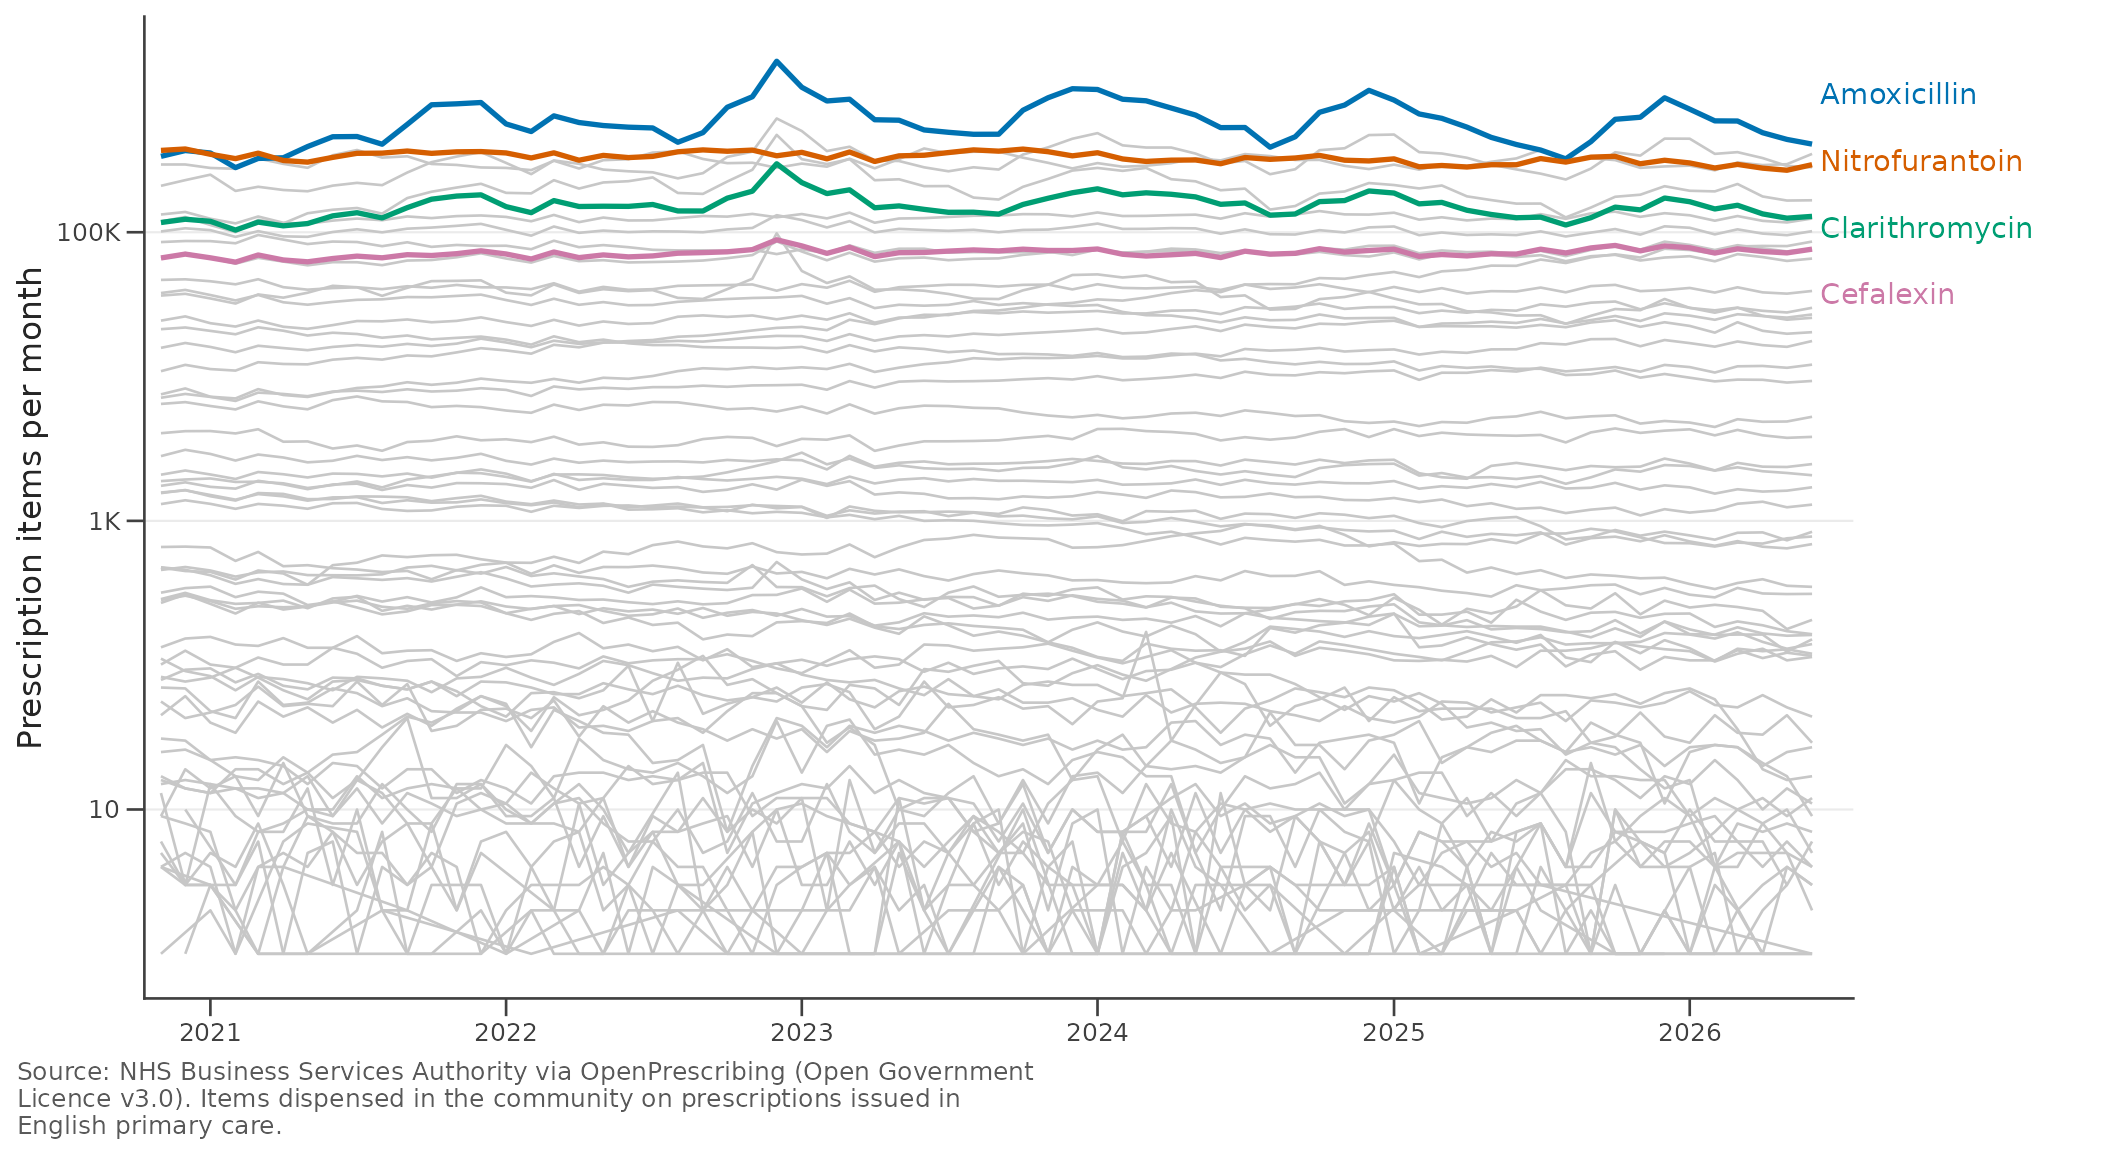 Prescription items per month
100K
1K
10
2021 2022 2023 2024 2025 2026
Amoxicillin
Nitrofurantoin
Clarithromycin
Cefalexin
Source: NHS Business Services Authority via OpenPrescribing (Open Government
Licence v3.0). Items dispensed in the community on prescriptions issued in
English primary care.